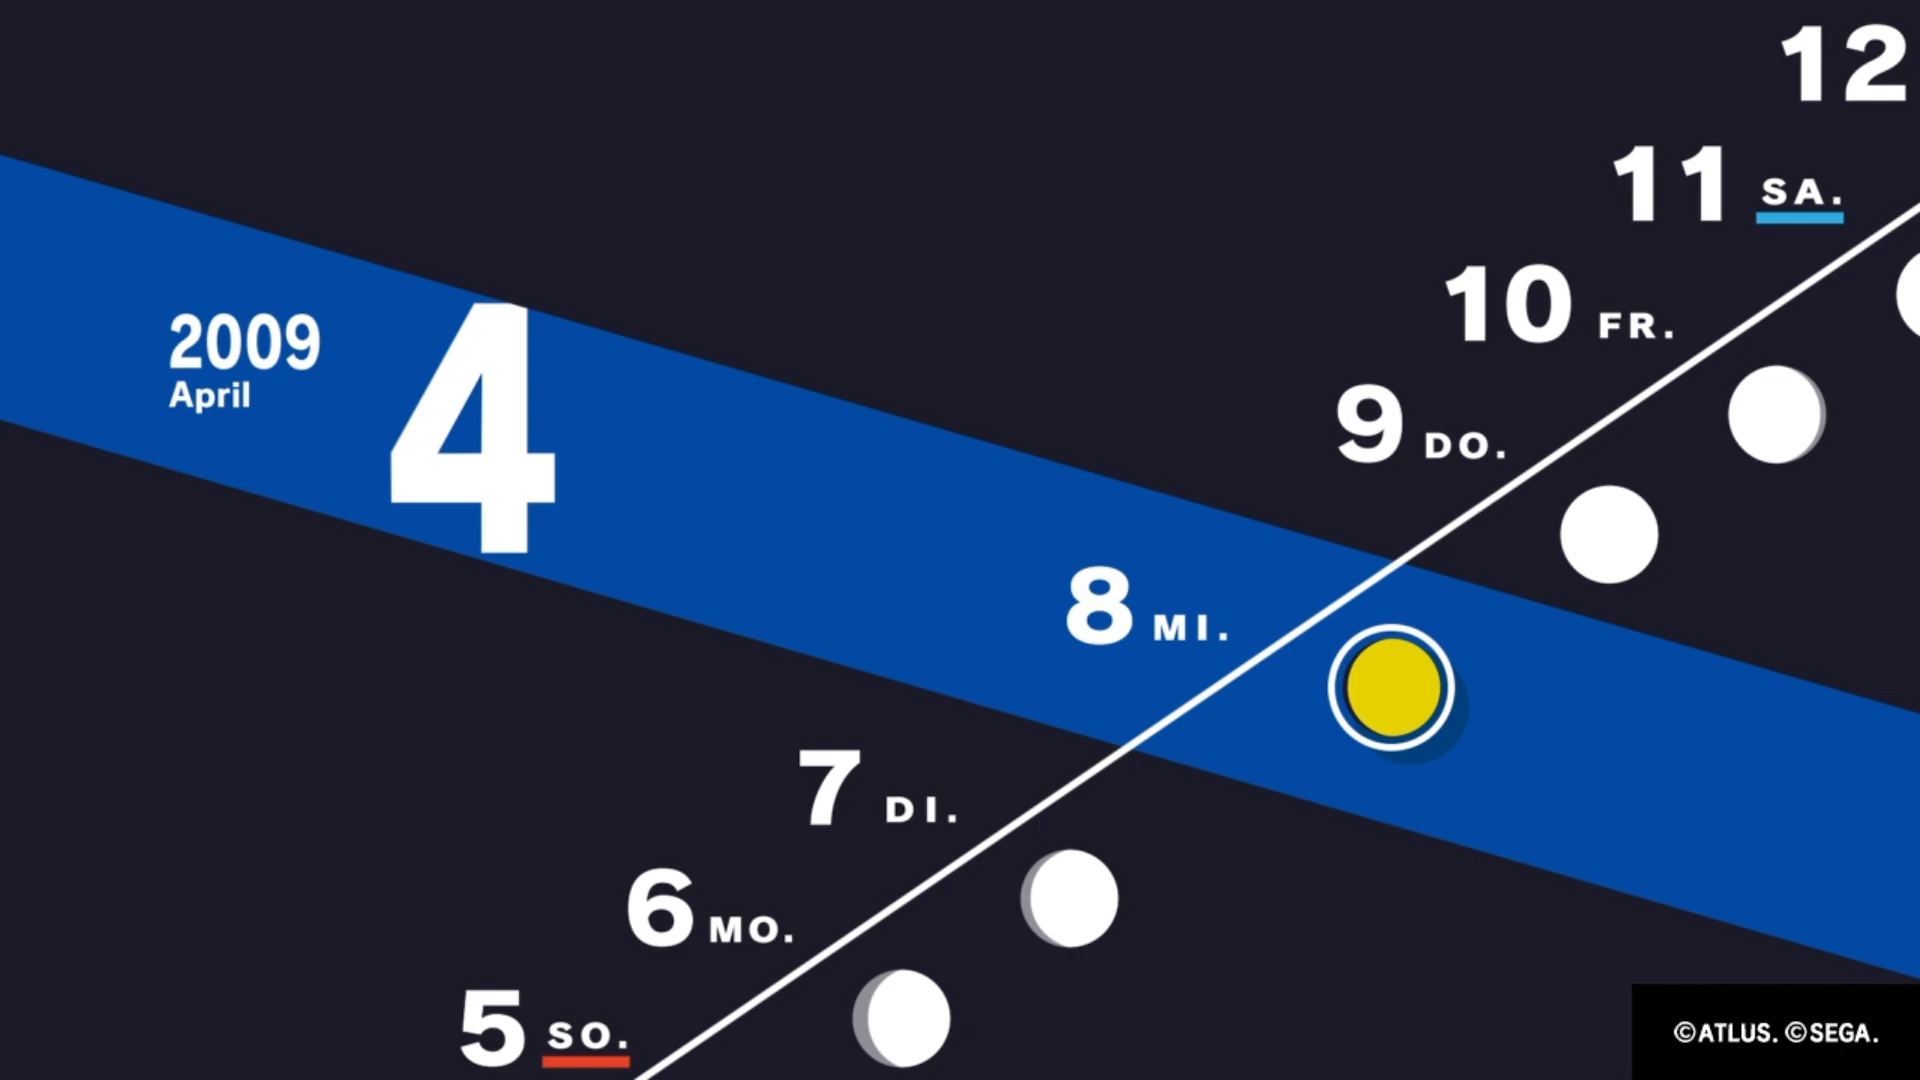 12
11 SA.
10 FR.
2009
April
4
9 DO.
8 MI.
7 DI.
6 MO.
5 SO.
©ATLUS. ©SEGA.